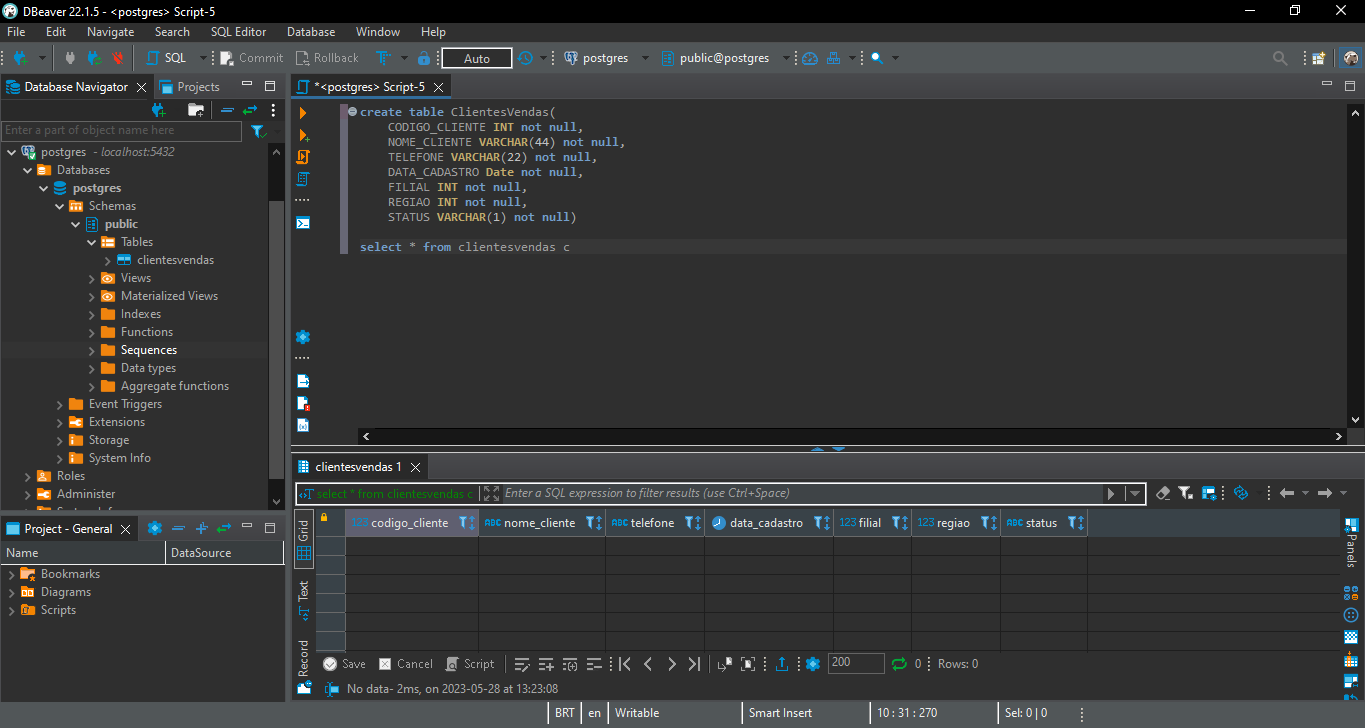 DBeaver 22.1.5 - <postgres> Script-5
File Edit Navigate Search SQL Editor Database Window Help
SQL Commit Rollback Auto postgres public@postgres
Database Navigator Projects
Enter a part of object name here
postgres - localhost:5432
Databases
postgres
Schemas
public
Tables
clientesvendas
Views
Materialized Views
Indexes
Functions
Sequences
Data types
Aggregate functions
Event Triggers
Extensions
Storage
System Info
Roles
Administer
Project - General
Name DataSource
Bookmarks
Diagrams
Scripts
*<postgres> Script-5
create table ClientesVendas(
CODIGO_CLIENTE INT not null,
NOME_CLIENTE VARCHAR(44) not null,
TELEFONE VARCHAR(22) not null,
DATA_CADASTRO Date not null,
FILIAL INT not null,
REGIAO INT not null,
STATUS VARCHAR(1) not null)
select * from clientesvendas c
clientesvendas 1
select * from clientesvendas c Enter a SQL expression to filter results (use Ctrl+Space)
Grid
Text
Record
123 codigo_cliente ABC nome_cliente ABC telefone data_cadastro 123 filial 123 regiao ABC status
Panels
Save Cancel Script 200 0 Rows: 0
No data - 2ms, on 2023-05-28 at 13:23:08
BRT en Writable Smart Insert 10 : 31 : 270 Sel: 0 | 0